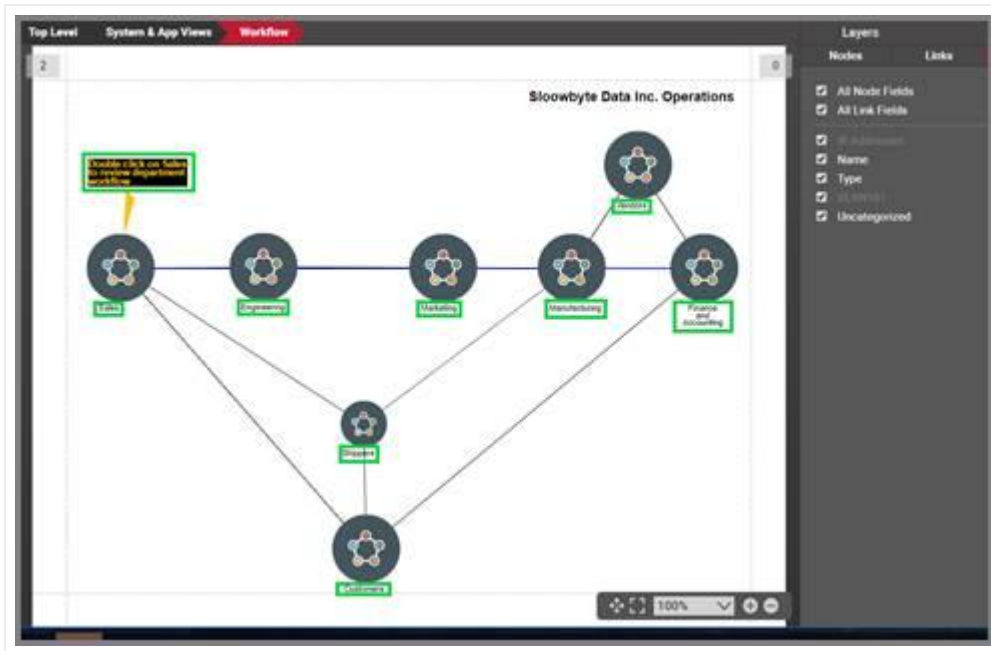 Top Level System & App Views Workflow
Layers
Nodes Links
2
0
Sloowbyte Data Inc. Operations
All Node Fields
All Link Fields
IP Addresses
Name
Type
Uncategorized
Double click on Sales
to review department
workflow
Vendors
Sales
Engineering
Marketing
Manufacturing
Finance
and
Accounting
Shippers
Customers
100%